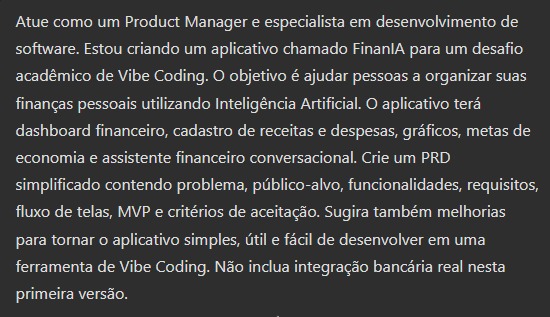 Atue como um Product Manager e especialista em desenvolvimento de
software. Estou criando um aplicativo chamado FinanIA para um desafio
acadêmico de Vibe Coding. O objetivo é ajudar pessoas a organizar suas
finanças pessoais utilizando Inteligência Artificial. O aplicativo terá
dashboard financeiro, cadastro de receitas e despesas, gráficos, metas de
economia e assistente financeiro conversacional. Crie um PRD
simplificado contendo problema, público-alvo, funcionalidades, requisitos,
fluxo de telas, MVP e critérios de aceitação. Sugira também melhorias
para tornar o aplicativo simples, útil e fácil de desenvolver em uma
ferramenta de Vibe Coding. Não inclua integração bancária real nesta
primeira versão.